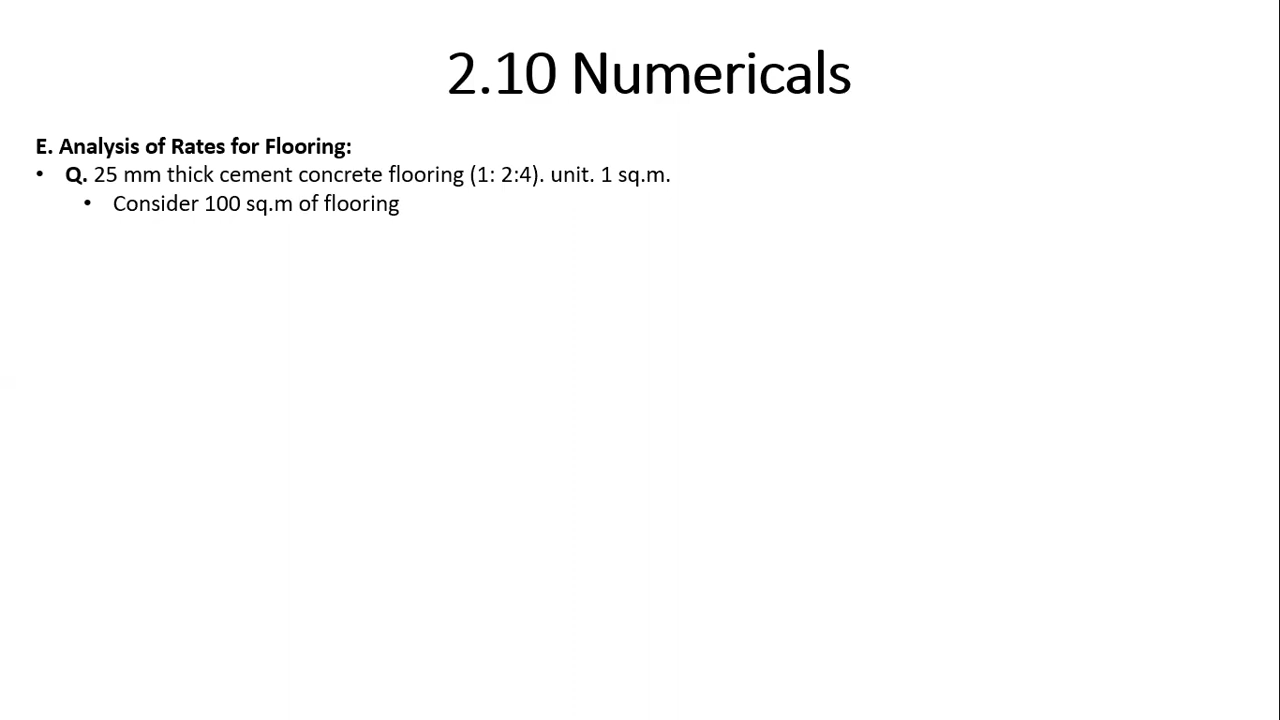 2.10 Numericals
E. Analysis of Rates for Flooring:
• Q. 25 mm thick cement concrete flooring (1: 2:4). unit. 1 sq.m.
• Consider 100 sq.m of flooring